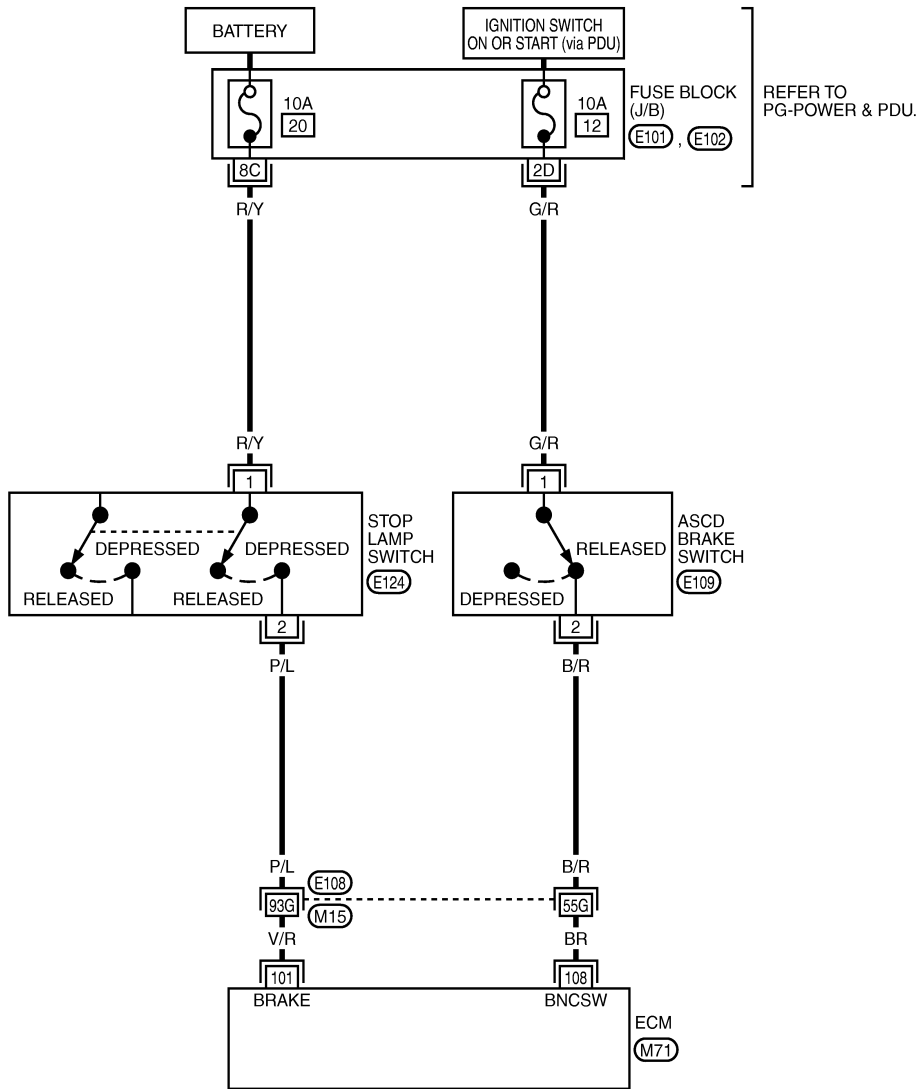 BATTERY
IGNITION SWITCH
ON OR START (via PDU)
10A
20
10A
12
FUSE BLOCK
(J/B)
E101 , E102
REFER TO
PG-POWER & PDU.
8C
2D
R/Y
G/R
R/Y
G/R
1
1
DEPRESSED
DEPRESSED
RELEASED
RELEASED
STOP
LAMP
SWITCH
E124
RELEASED
DEPRESSED
ASCD
BRAKE
SWITCH
E109
2
2
P/L
B/R
P/L
B/R
E108
93G
M15
55G
V/R
BR
101
108
BRAKE
BNCSW
ECM
M71